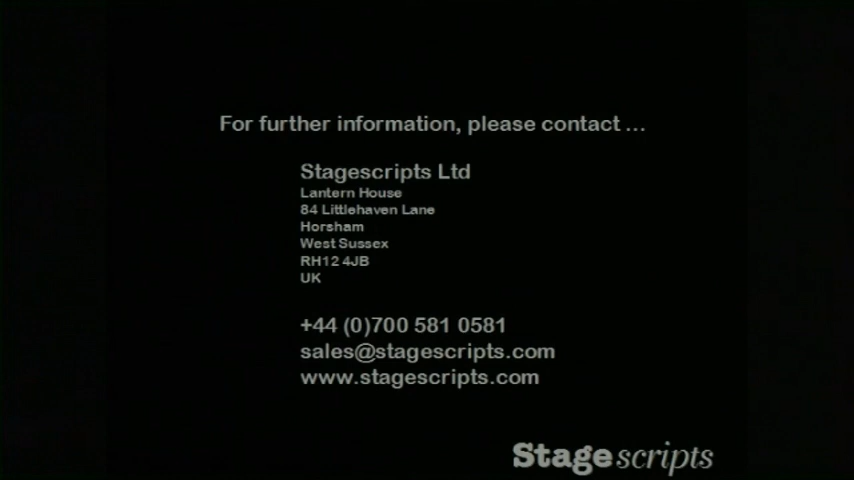 For further information, please contact ...
Stagescripts Ltd
Lantern House
84 Littlehaven Lane
Horsham
West Sussex
RH12 4JB
UK
+44 (0)700 581 0581
sales@stagescripts.com
www.stagescripts.com
Stagescripts